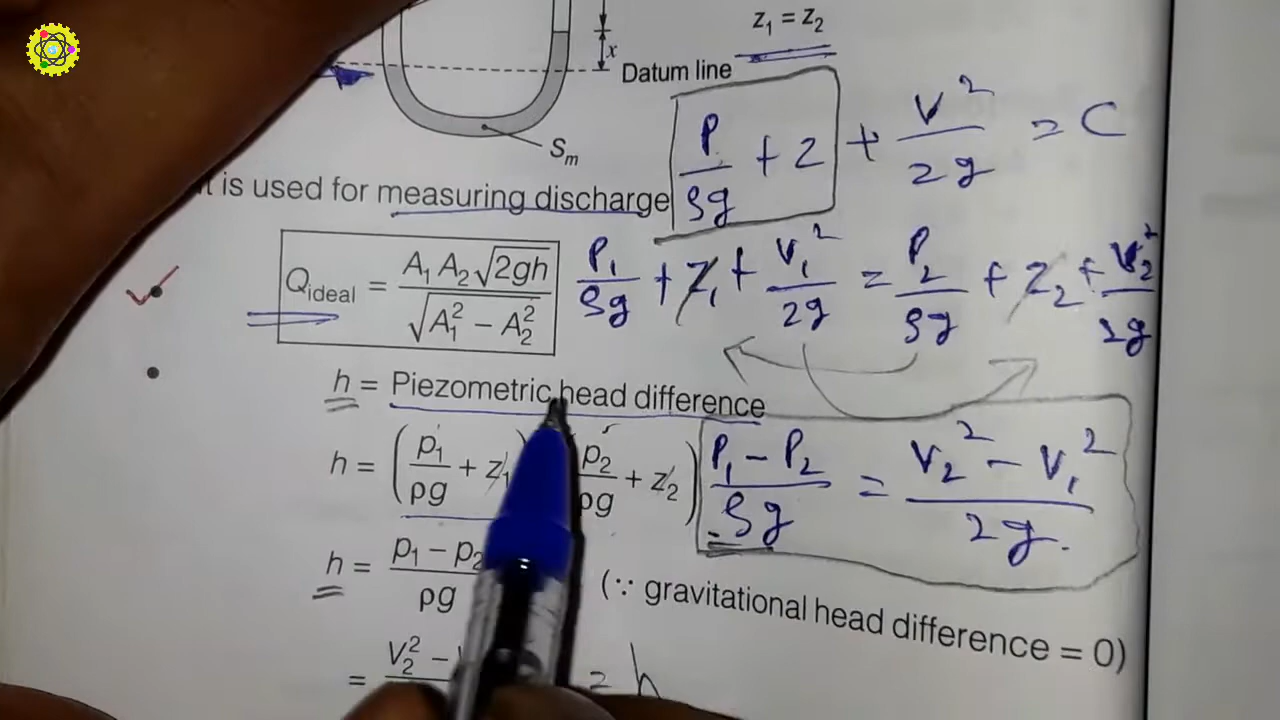 z₁ = z₂
x
Datum line
Sₘ
P/ρg + z + V²/2g = C
is used for measuring discharge
Q_ideal = A₁A₂√2gh / √A₁² − A₂²
P₁/ρg + Z₁ + V₁²/2g = P₂/ρg + Z₂ + V₂²/2g
h = Piezometric head difference
h = (p₁/ρg + z₁) p₂/ρg + z₂)
P₁ − P₂/ρg = V₂² − V₁²/2g.
h = p₁ − p₂/ρg (∵ gravitational head difference = 0)
= V₂² − = h